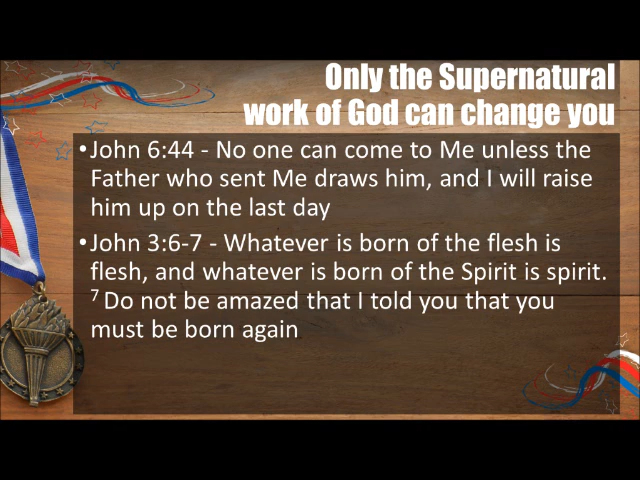 Only the Supernatural
work of God can change you
•John 6:44 - No one can come to Me unless the
Father who sent Me draws him, and I will raise
him up on the last day
•John 3:6-7 - Whatever is born of the flesh is
flesh, and whatever is born of the Spirit is spirit.
7 Do not be amazed that I told you that you
must be born again